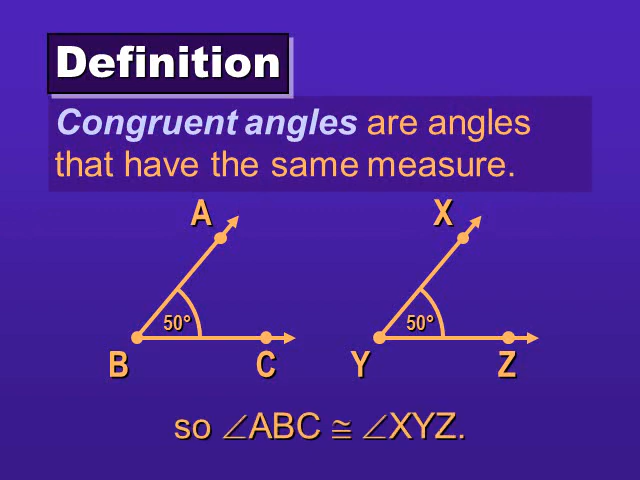 Definition
Congruent angles are angles
that have the same measure.
A X
50° 50°
B C Y Z
so ∠ABC ≅ ∠XYZ.